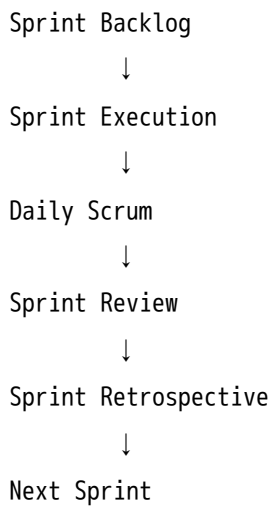 Sprint Backlog
↓
Sprint Execution
↓
Daily Scrum
↓
Sprint Review
↓
Sprint Retrospective
↓
Next Sprint